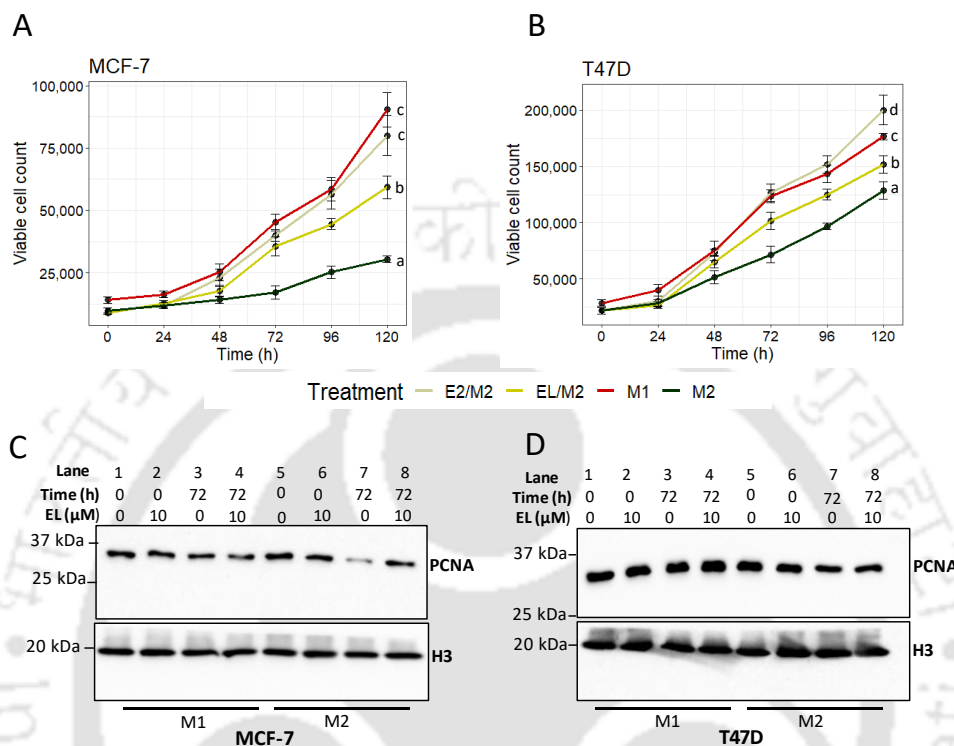 A
B
MCF-7
T47D
100,000
75,000
50,000
25,000
Viable cell count
0 24 48 72 96 120
Time (h)
c
c
b
a
200,000
150,000
100,000
50,000
Viable cell count
0 24 48 72 96 120
Time (h)
d
c
b
a
Treatment E2/M2 EL/M2 M1 M2
C
Lane 1 2 3 4 5 6 7 8
Time (h) 0 0 72 72 0 0 72 72
EL (µM) 0 10 0 10 0 10 0 10
37 kDa
25 kDa
PCNA
20 kDa
H3
M1 M2
MCF-7
D
Lane 1 2 3 4 5 6 7 8
Time (h) 0 0 72 72 0 0 72 72
EL (µM) 0 10 0 10 0 10 0 10
37 kDa
25 kDa
PCNA
20 kDa
H3
M1 M2
T47D